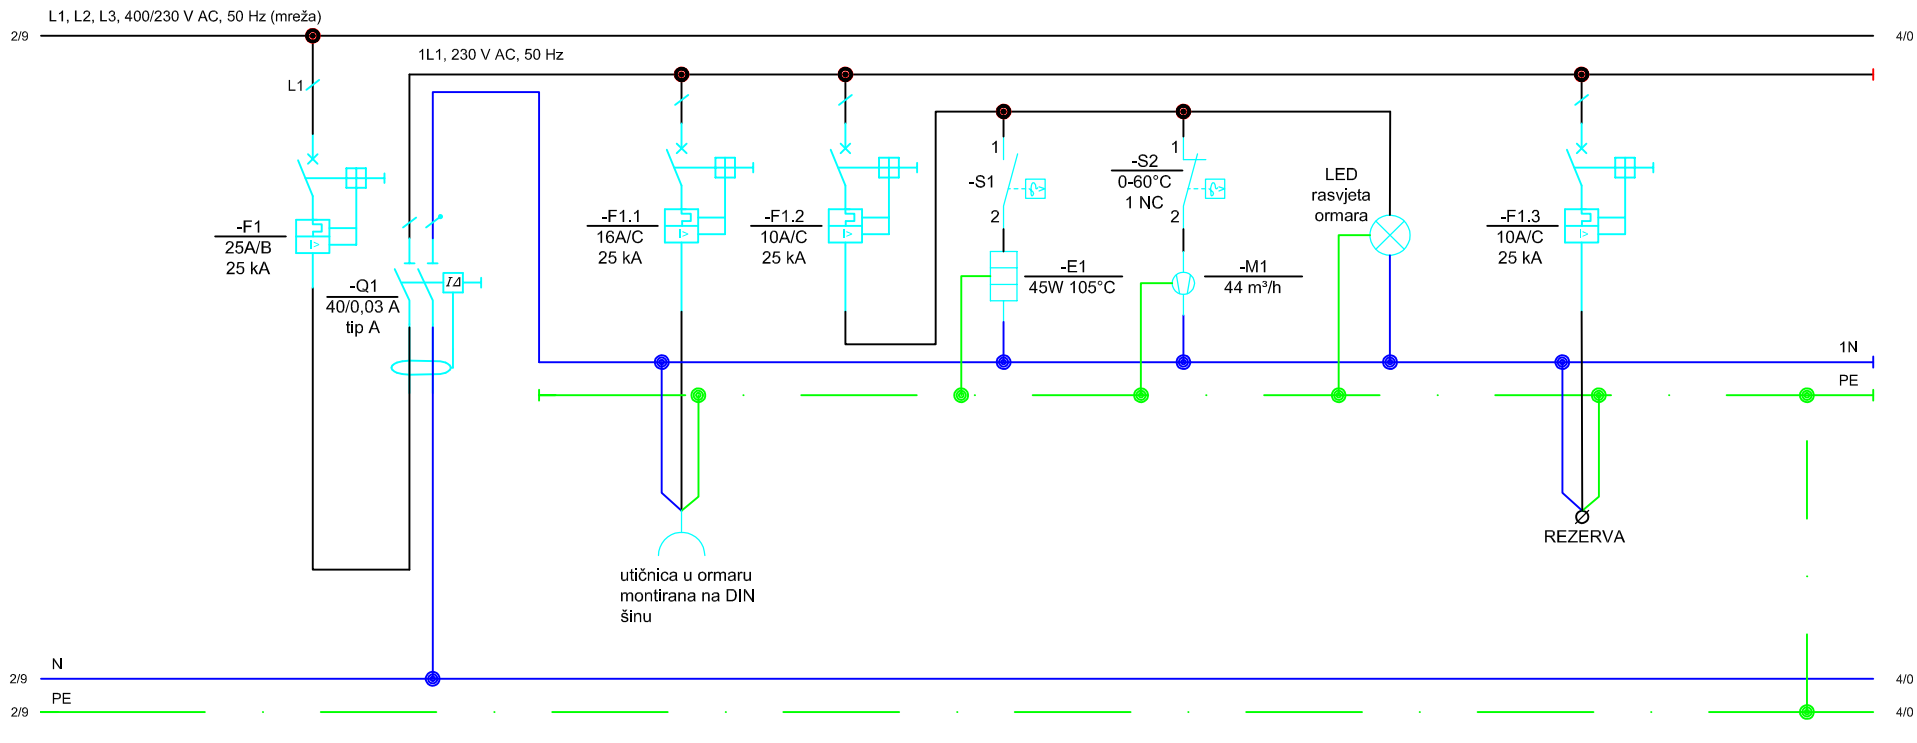 L1, L2, L3, 400/230 V AC, 50 Hz (mreža)
2/9
4/0
1L1, 230 V AC, 50 Hz
L1
-F1
25A/B
25 kA
-Q1
40/0,03 A
tip A
I∆
-F1.1
16A/C
25 kA
-F1.2
10A/C
25 kA
1
-S1
2
1
-S2
0-60°C
1 NC
2
LED
rasvjeta
ormara
-F1.3
10A/C
25 kA
-E1
45W 105°C
-M1
44 m³/h
1N
PE
utičnica u ormaru
montirana na DIN
šinu
REZERVA
N
2/9
4/0
PE
2/9
4/0